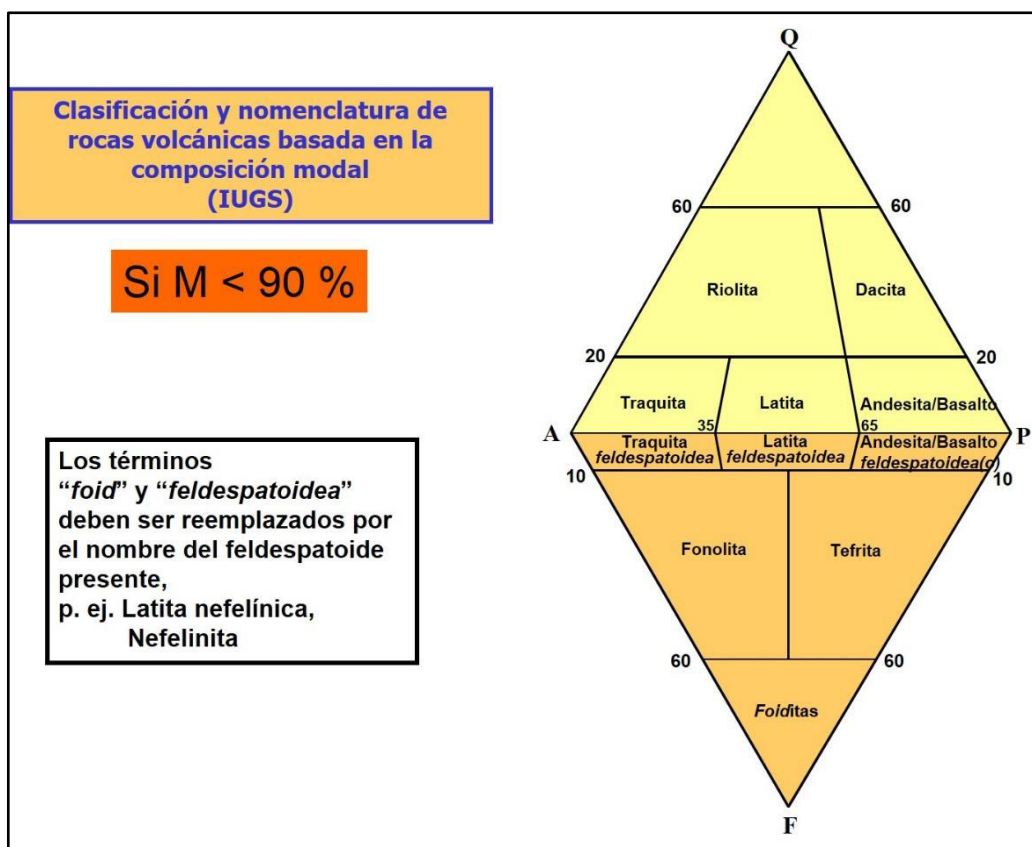 Clasificación y nomenclatura de
rocas volcánicas basada en la
composición modal
(IUGS)
Si M < 90 %
Los términos
“foid” y “feldespatoidea”
deben ser reemplazados por
el nombre del feldespatoide
presente,
p. ej. Latita nefelínica,
Nefelinita
Q
60 60
Riolita Dacita
20 20
Traquita Latita Andesita/Basalto
35 65
A P
Traquita Latita Andesita/Basalto
feldespatoidea feldespatoidea feldespatoidea(o)
10 10
Fonolita Tefrita
60 60
Foiditas
F